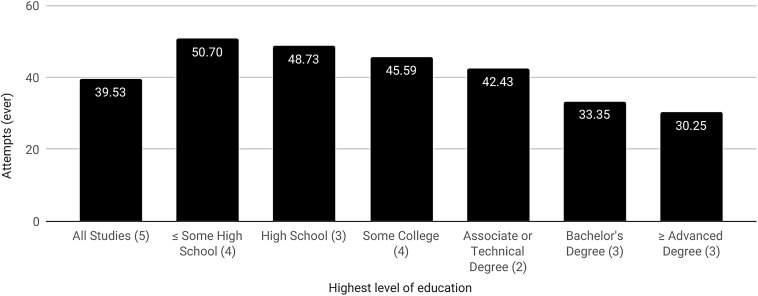 60
40
20
0
Attempts (ever)
39.53
50.70
48.73
45.59
42.43
33.35
30.25
All Studies (5)
≤ Some High
School (4)
High School (3)
Some College
(4)
Associate or
Technical
Degree (2)
Bachelor's
Degree (3)
≥ Advanced
Degree (3)
Highest level of education